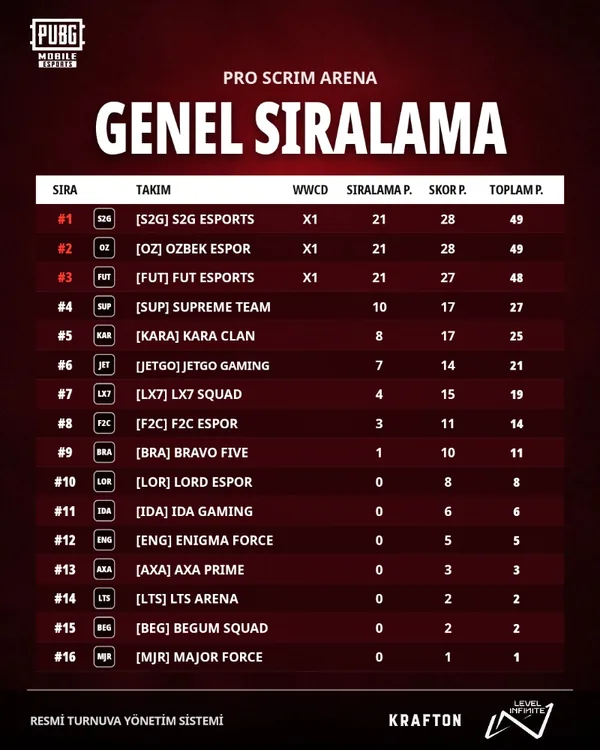 PUBG
MOBILE
ESPORTS
PRO SCRIM ARENA
GENEL SIRALAMA
SIRA TAKIM WWCD SIRALAMA P. SKOR P. TOPLAM P.
#1 S2G [S2G] S2G ESPORTS X1 21 28 49
#2 OZ [OZ] OZBEK ESPOR X1 21 28 49
#3 FUT [FUT] FUT ESPORTS X1 21 27 48
#4 SUP [SUP] SUPREME TEAM 10 17 27
#5 KAR [KARA] KARA CLAN 8 17 25
#6 JET [JETGO] JETGO GAMING 7 14 21
#7 LX7 [LX7] LX7 SQUAD 4 15 19
#8 F2C [F2C] F2C ESPOR 3 11 14
#9 BRA [BRA] BRAVO FIVE 1 10 11
#10 LOR [LOR] LORD ESPOR 0 8 8
#11 IDA [IDA] IDA GAMING 0 6 6
#12 ENG [ENG] ENIGMA FORCE 0 5 5
#13 AXA [AXA] AXA PRIME 0 3 3
#14 LTS [LTS] LTS ARENA 0 2 2
#15 BEG [BEG] BEGUM SQUAD 0 2 2
#16 MJR [MJR] MAJOR FORCE 0 1 1
RESMİ TURNUVA YÖNETİM SİSTEMİ
KRAFTON
LEVEL
INFINITE